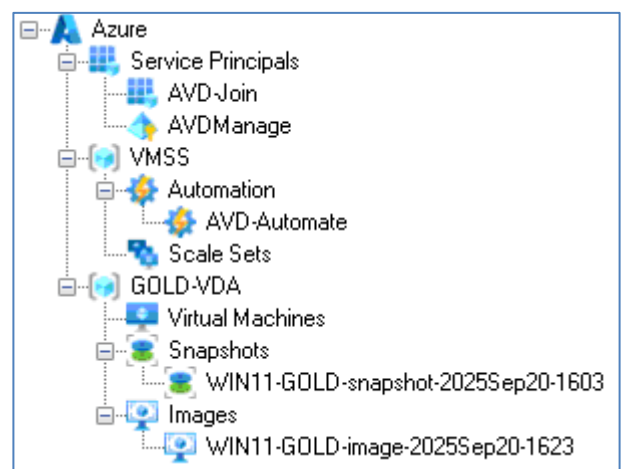 Azure
Service Principals
AVD-Join
AVDManage
VMSS
Automation
AVD-Automate
Scale Sets
GOLD-VDA
Virtual Machines
Snapshots
WIN11-GOLD-snapshot-2025Sep20-1603
Images
WIN11-GOLD-image-2025Sep20-1623